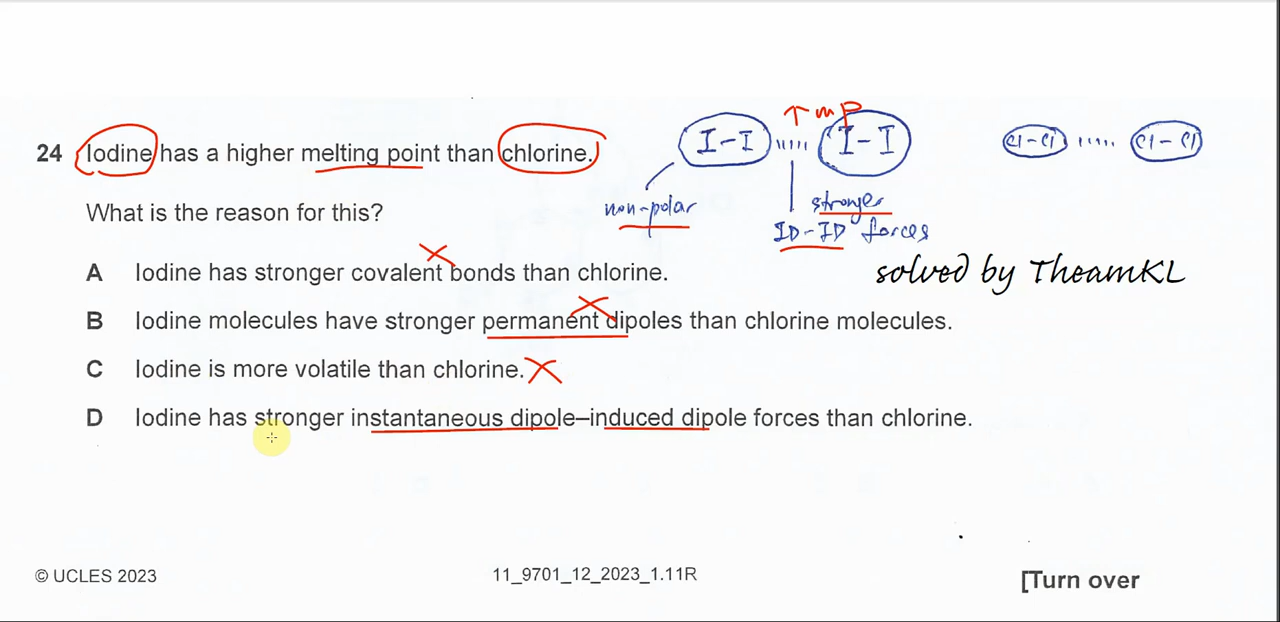 ↑ mp
I-I ..... I-I
Cl-Cl ..... Cl-Cl
24 Iodine has a higher melting point than chlorine.
non-polar
stronger
ID-ID forces
What is the reason for this?
A Iodine has stronger covalent bonds than chlorine.
solved by TheamKL
B Iodine molecules have stronger permanent dipoles than chlorine molecules.
C Iodine is more volatile than chlorine.
D Iodine has stronger instantaneous dipole–induced dipole forces than chlorine.
© UCLES 2023
11_9701_12_2023_1.11R
[Turn over